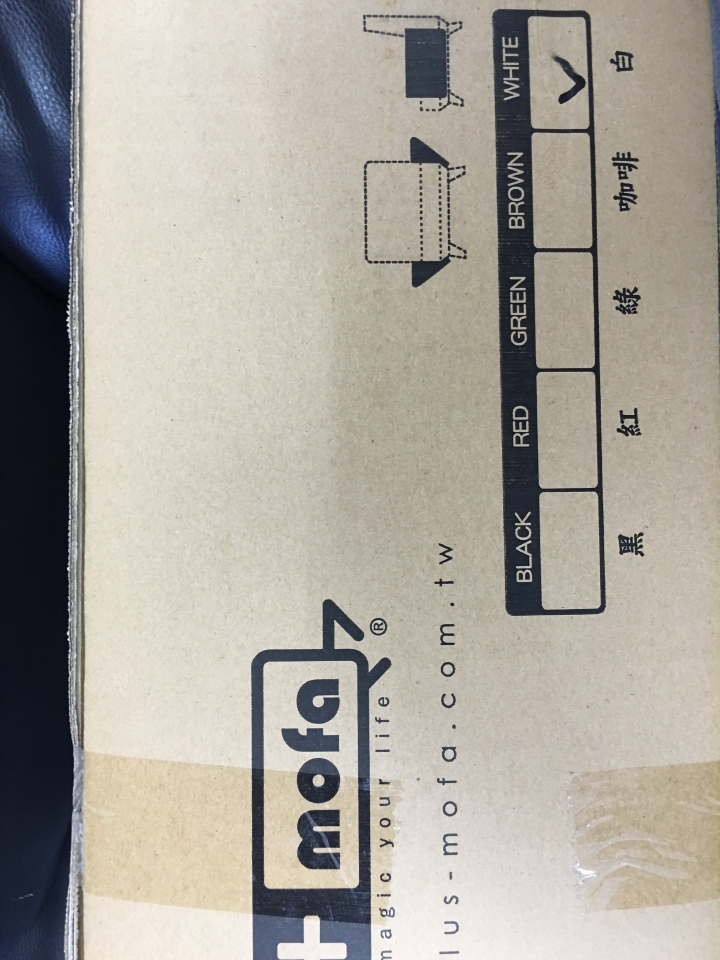 + mofa®
magic your life
lus-mofa.com.tw
BLACK RED GREEN BROWN WHITE
黑 紅 綠 咖啡 白